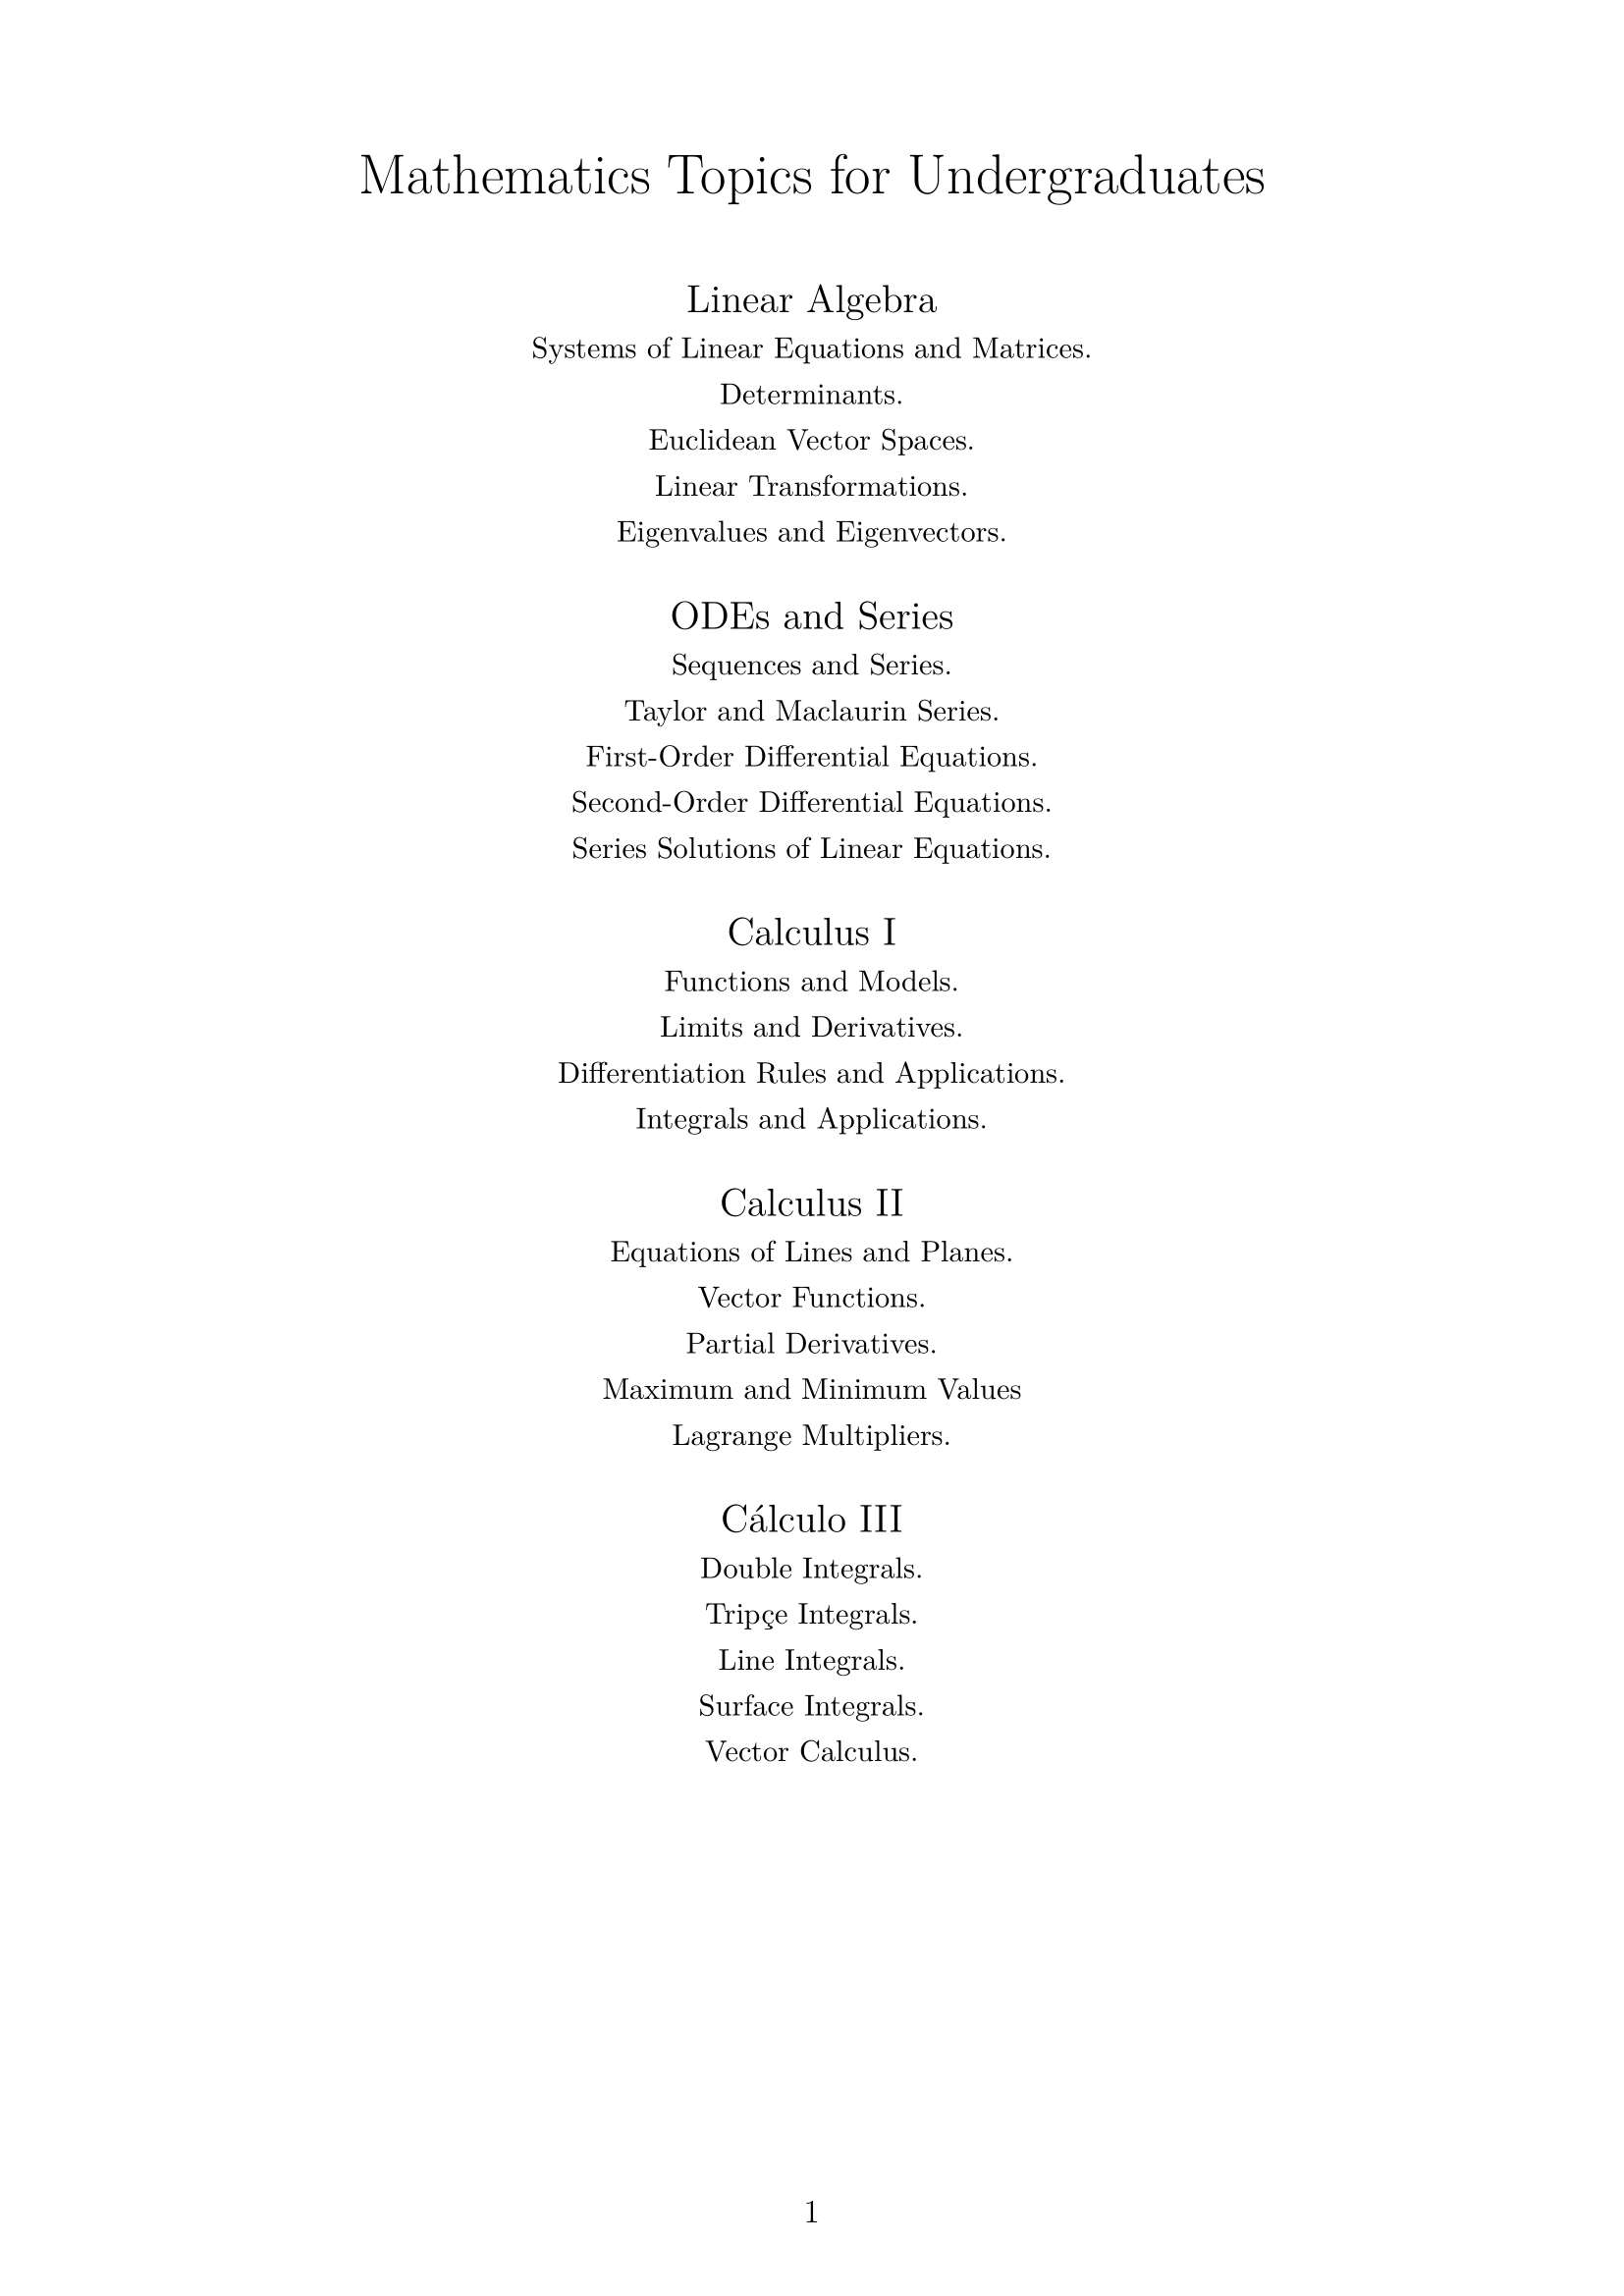 Mathematics Topics for Undergraduates
Linear Algebra
Systems of Linear Equations and Matrices.
Determinants.
Euclidean Vector Spaces.
Linear Transformations.
Eigenvalues and Eigenvectors.
ODEs and Series
Sequences and Series.
Taylor and Maclaurin Series.
First-Order Differential Equations.
Second-Order Differential Equations.
Series Solutions of Linear Equations.
Calculus I
Functions and Models.
Limits and Derivatives.
Differentiation Rules and Applications.
Integrals and Applications.
Calculus II
Equations of Lines and Planes.
Vector Functions.
Partial Derivatives.
Maximum and Minimum Values
Lagrange Multipliers.
Cálculo III
Double Integrals.
Tripçe Integrals.
Line Integrals.
Surface Integrals.
Vector Calculus.
1